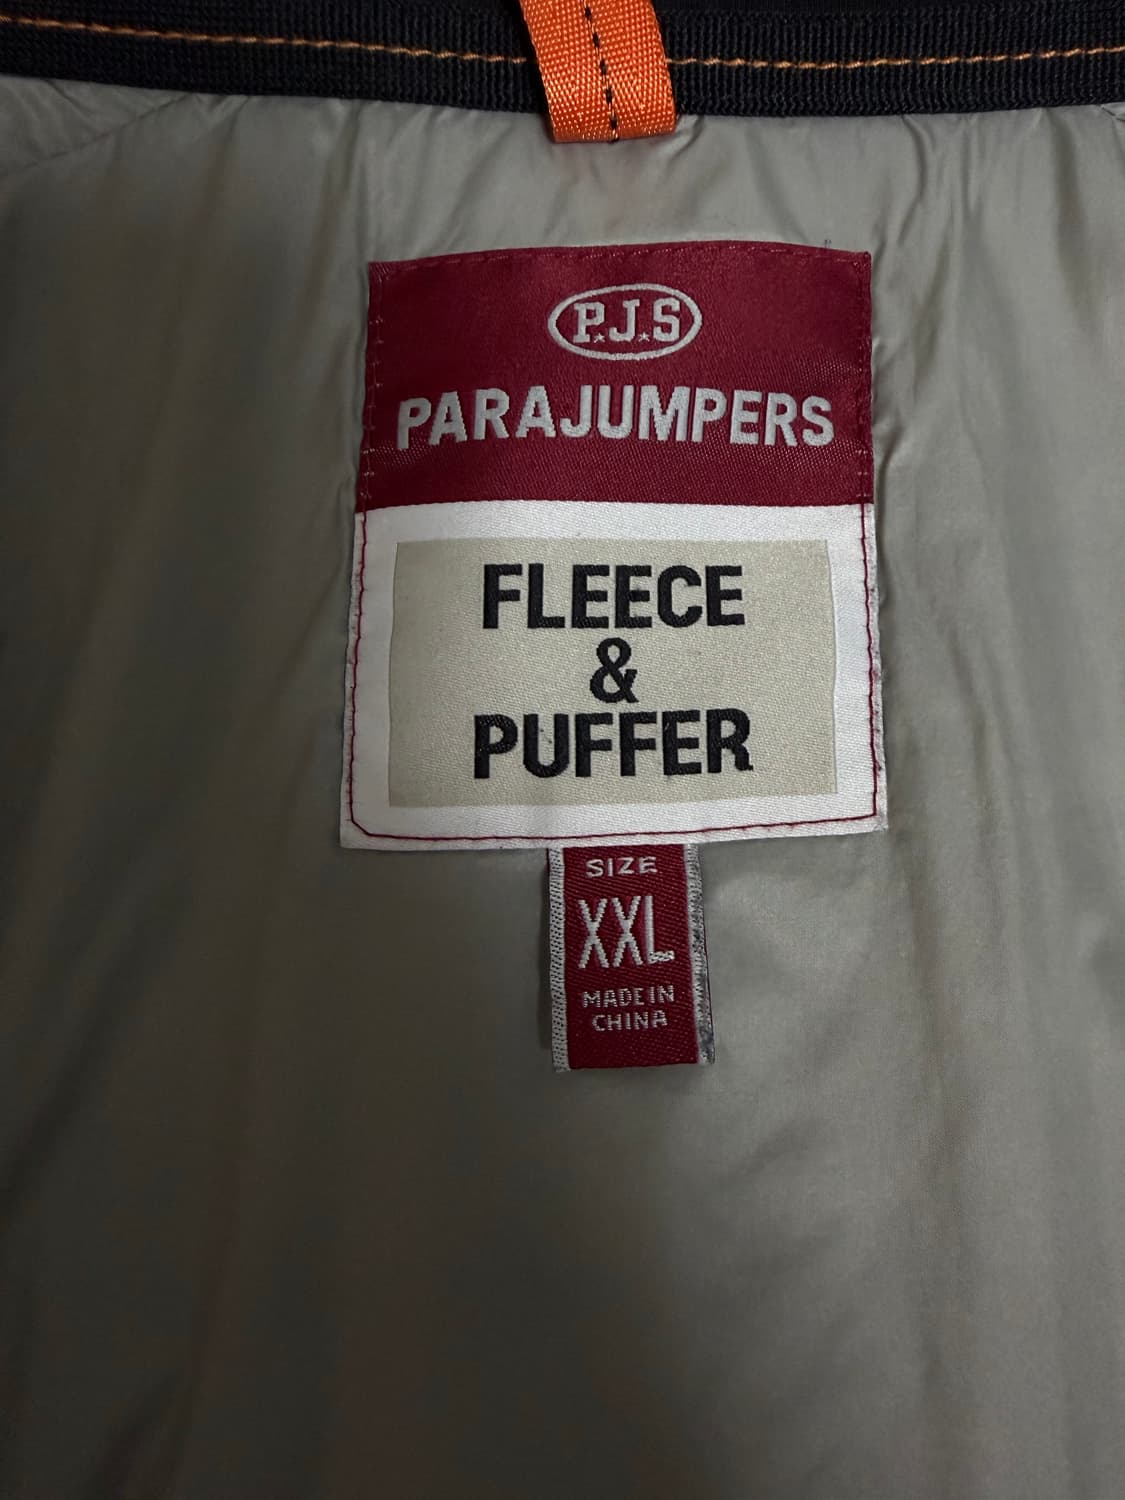 P.J.S
PARAJUMPERS
FLEECE
&
PUFFER
SIZE
XXL
MADE IN
CHINA